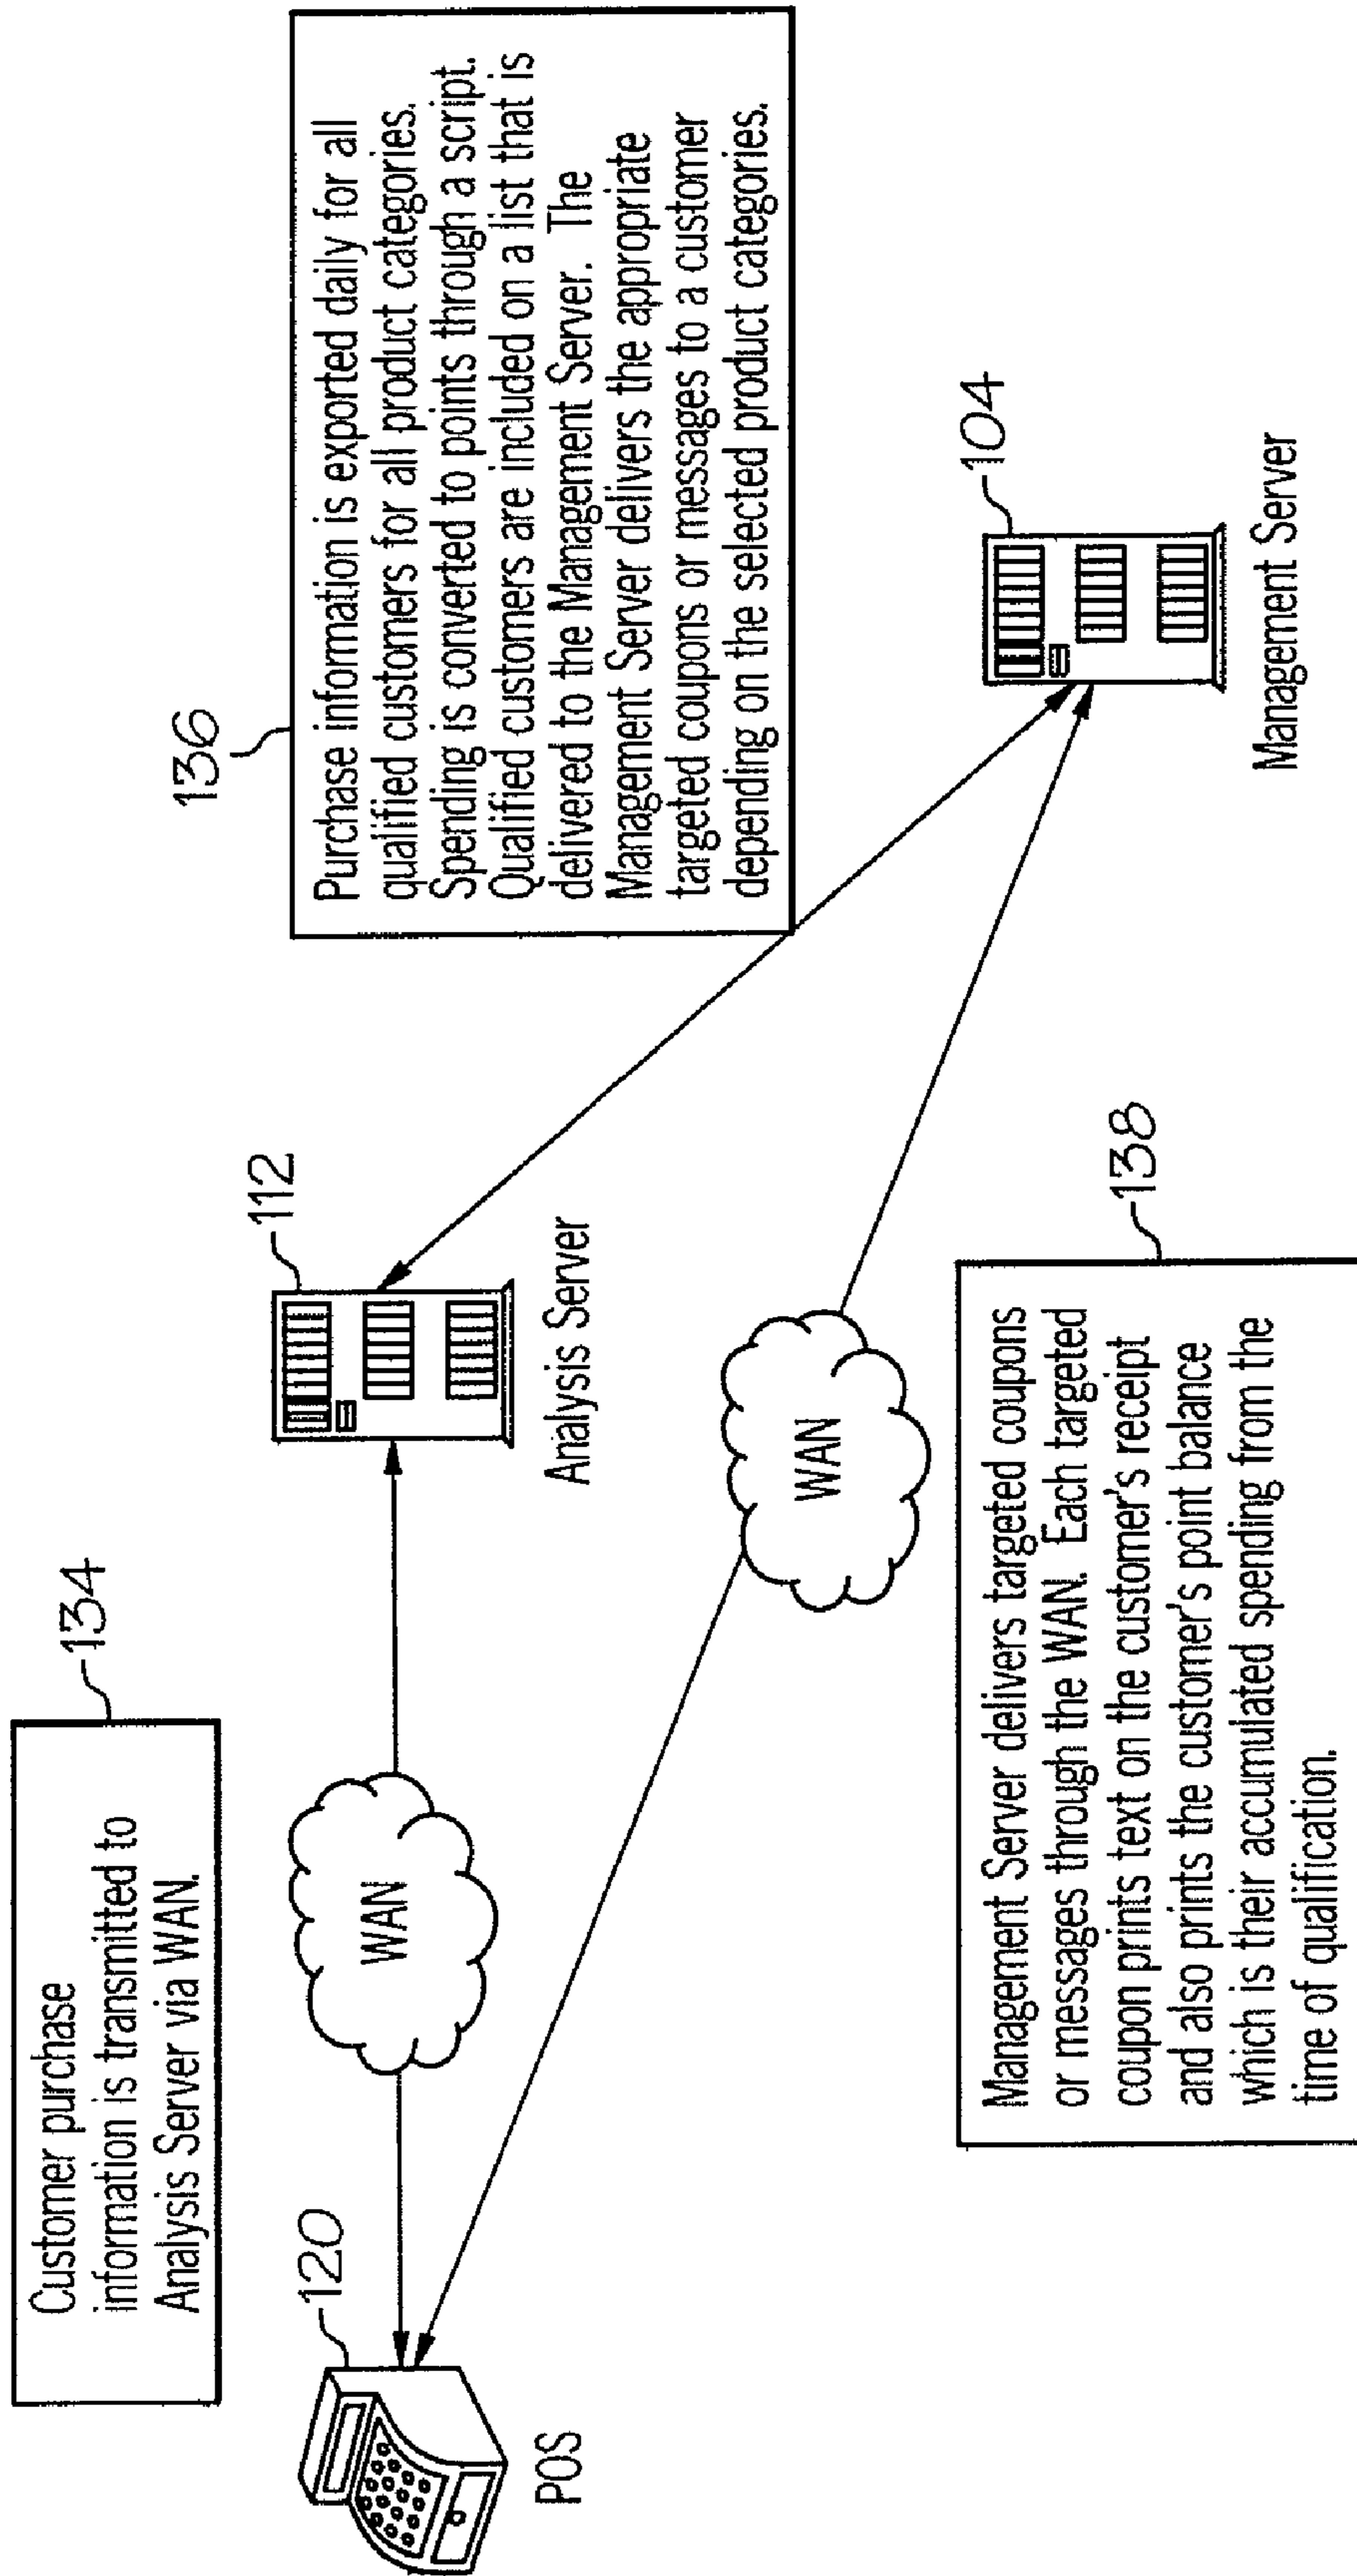 134
Customer purchase
information is transmitted to
Analysis Server via WAN.
136
Purchase information is exported daily for all
qualified customers for all product categories.
Spending is converted to points through a script.
Qualified customers are included on a list that is
delivered to the Management Server. The
Management Server delivers the appropriate
targeted coupons or messages to a customer
depending on the selected product categories.
120
POS
WAN
112
Analysis Server
WAN
104
Management Server
138
Management Server delivers targeted coupons
or messages through the WAN. Each targeted
coupon prints text on the customer's receipt
and also prints the customer's point balance
which is their accumulated spending from the
time of qualification.